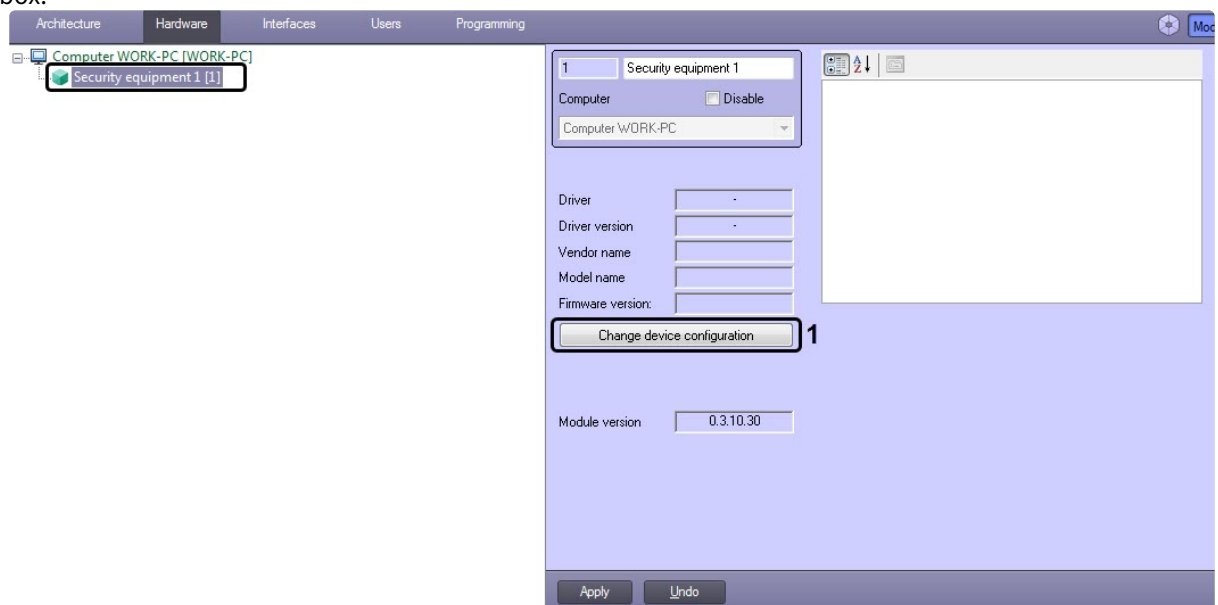 box.
Architecture Hardware Interfaces Users Programming
Computer WORK-PC [WORK-PC]
Security equipment 1 [1]
1 Security equipment 1
Computer Disable
Computer WORK-PC
Driver -
Driver version -
Vendor name
Model name
Firmware version:
Change device configuration 1
Module version 0.3.10.30
Apply Undo